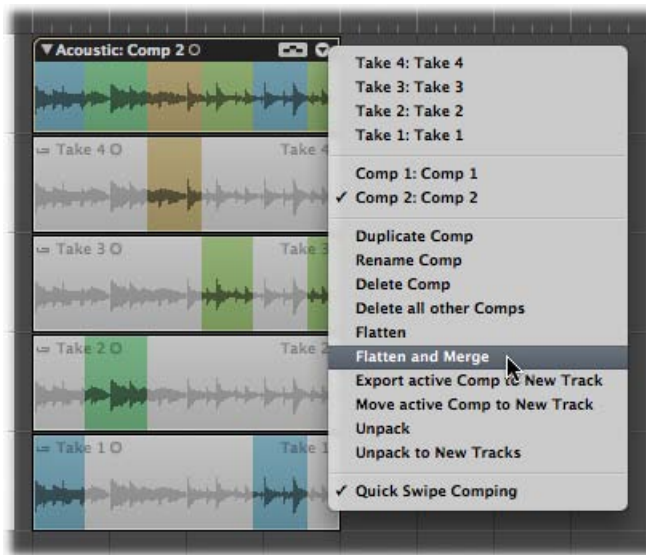 Acoustic: Comp 2
Take 4: Take 4
Take 3: Take 3
Take 2: Take 2
Take 1: Take 1
Comp 1: Comp 1
✓ Comp 2: Comp 2
Duplicate Comp
Rename Comp
Delete Comp
Delete all other Comps
Flatten
Flatten and Merge
Export active Comp to New Track
Move active Comp to New Track
Unpack
Unpack to New Tracks
✓ Quick Swipe Comping
Take 4 Take 4
Take 3 Take 3
Take 2 Take 2
Take 1 Take 1